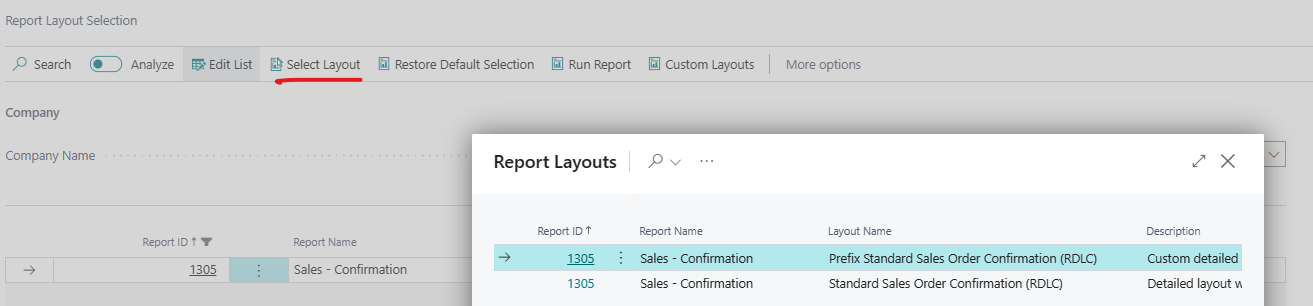 Report Layout Selection
Search Analyze Edit List Select Layout Restore Default Selection Run Report Custom Layouts More options
Company
Company Name
Report ID ↑ Report Name
→ 1305 ⋮ Sales - Confirmation
Report Layouts ···
Report ID ↑ Report Name Layout Name Description
→ 1305 ⋮ Sales - Confirmation Prefix Standard Sales Order Confirmation (RDLC) Custom detailed
1305 Sales - Confirmation Standard Sales Order Confirmation (RDLC) Detailed layout w